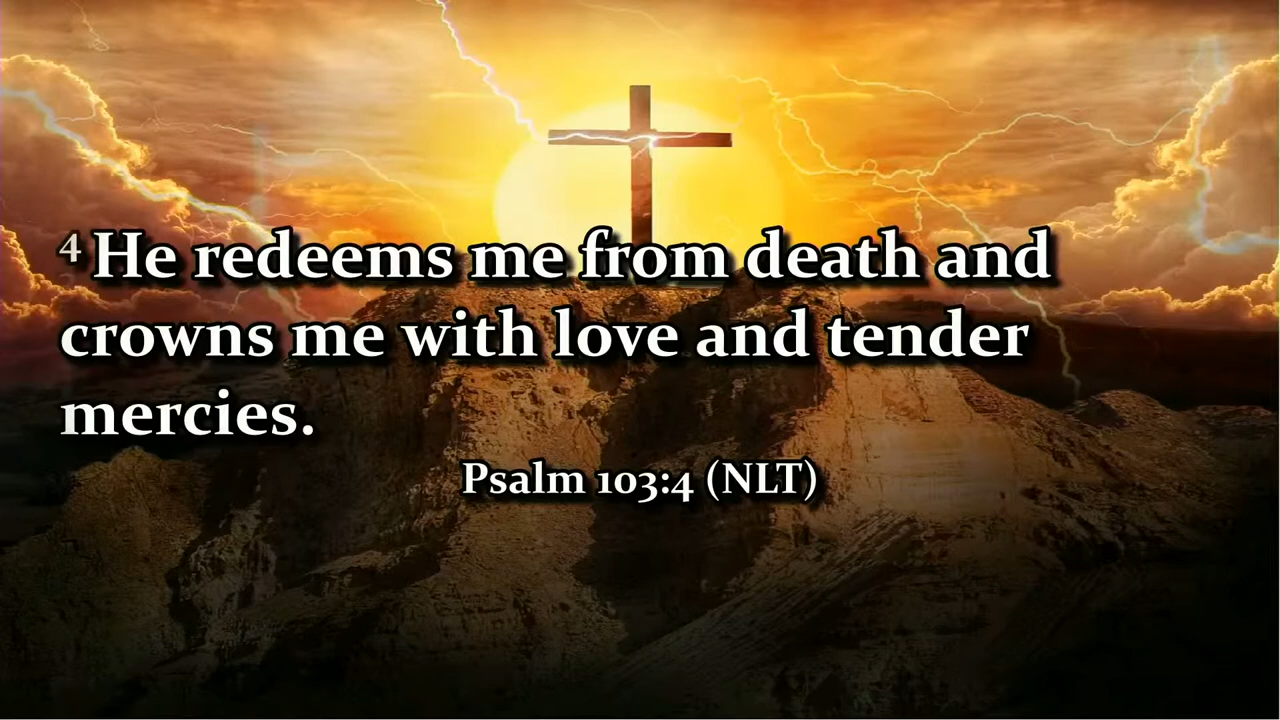 4 He redeems me from death and
crowns me with love and tender
mercies.
Psalm 103:4 (NLT)